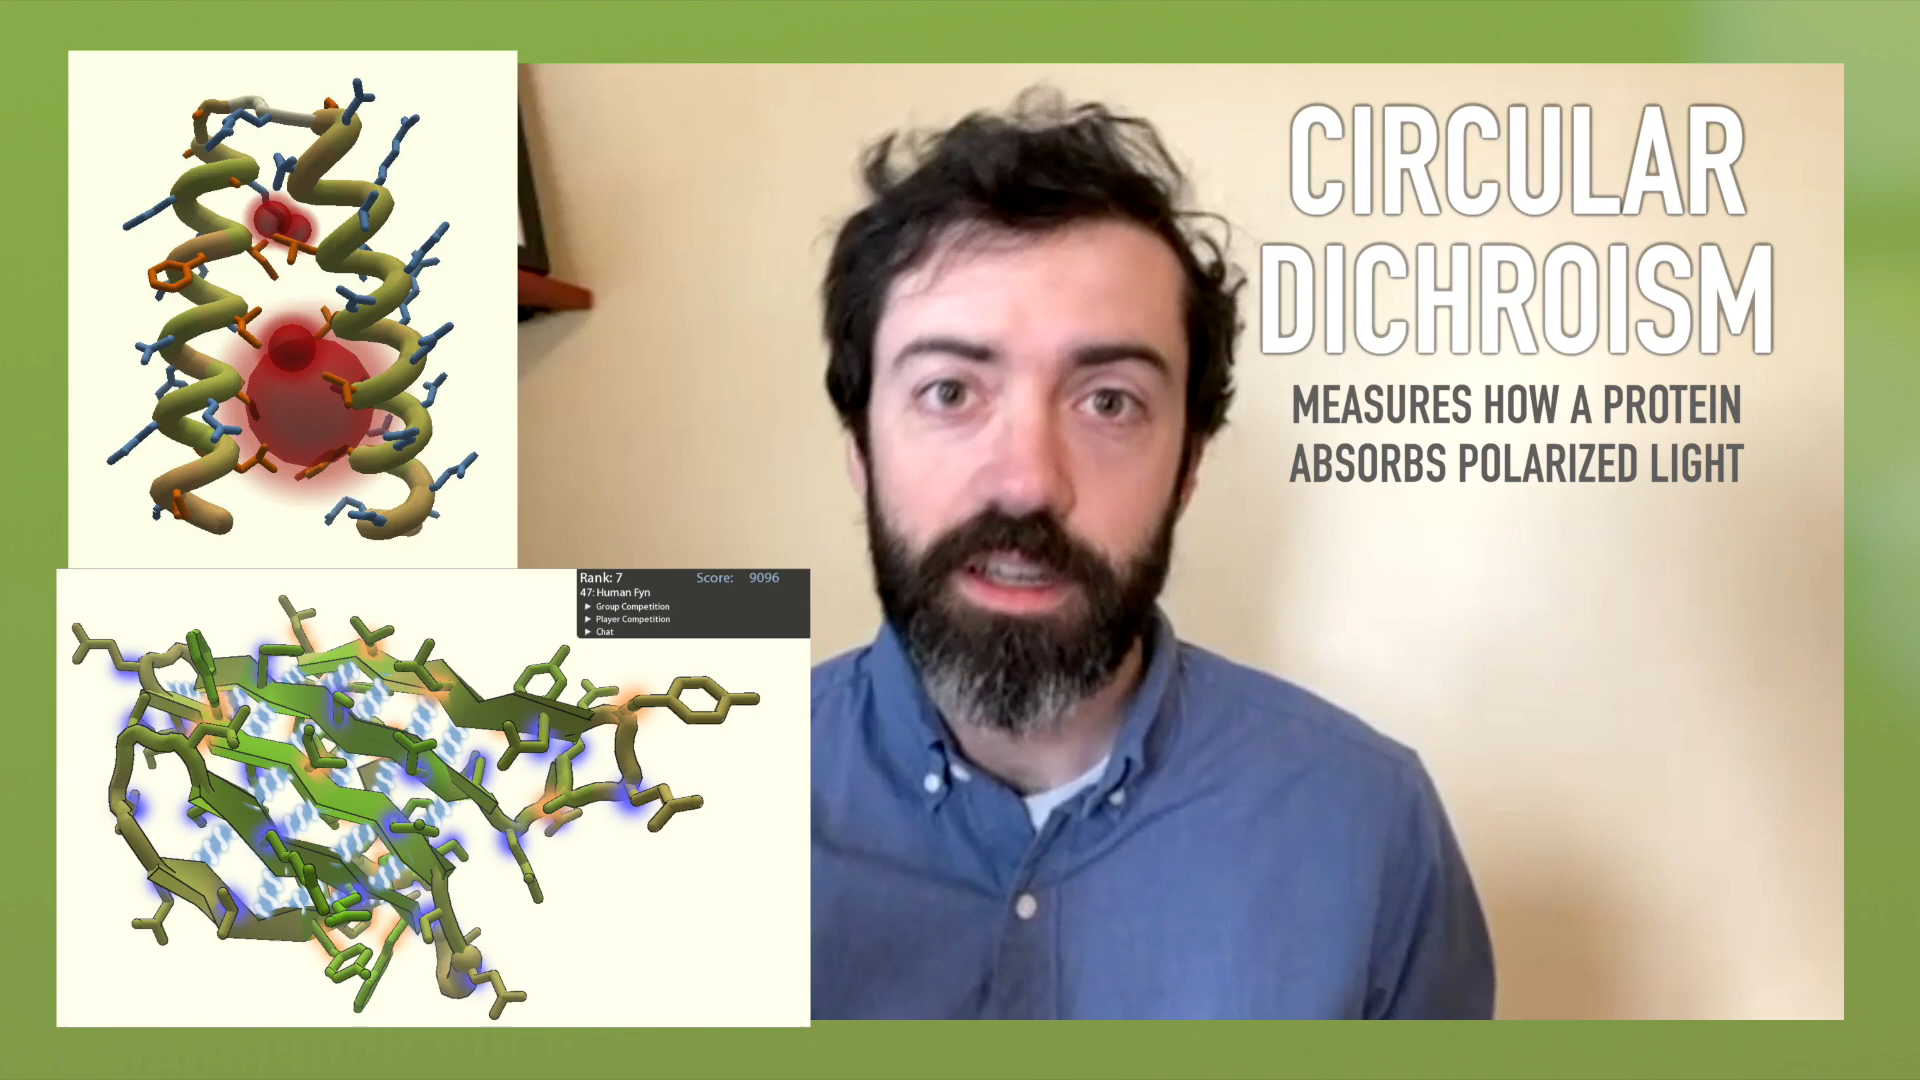 CIRCULAR
DICHROISM
MEASURES HOW A PROTEIN
ABSORBS POLARIZED LIGHT
Rank: 7 Score: 9096
47: Human Fyn
Group Competition
Player Competition
Chat